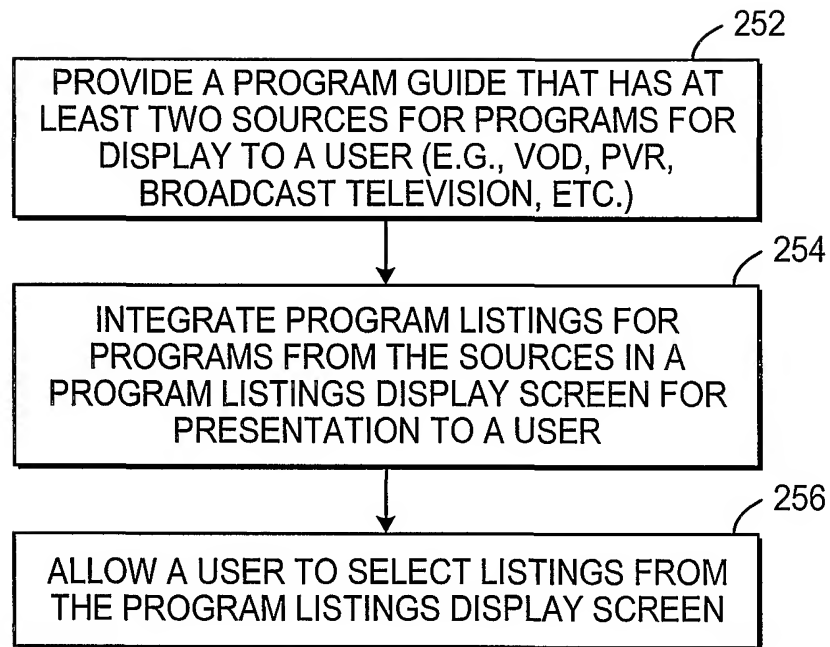 252
PROVIDE A PROGRAM GUIDE THAT HAS AT
LEAST TWO SOURCES FOR PROGRAMS FOR
DISPLAY TO A USER (E.G., VOD, PVR,
BROADCAST TELEVISION, ETC.)
254
INTEGRATE PROGRAM LISTINGS FOR
PROGRAMS FROM THE SOURCES IN A
PROGRAM LISTINGS DISPLAY SCREEN FOR
PRESENTATION TO A USER
256
ALLOW A USER TO SELECT LISTINGS FROM
THE PROGRAM LISTINGS DISPLAY SCREEN